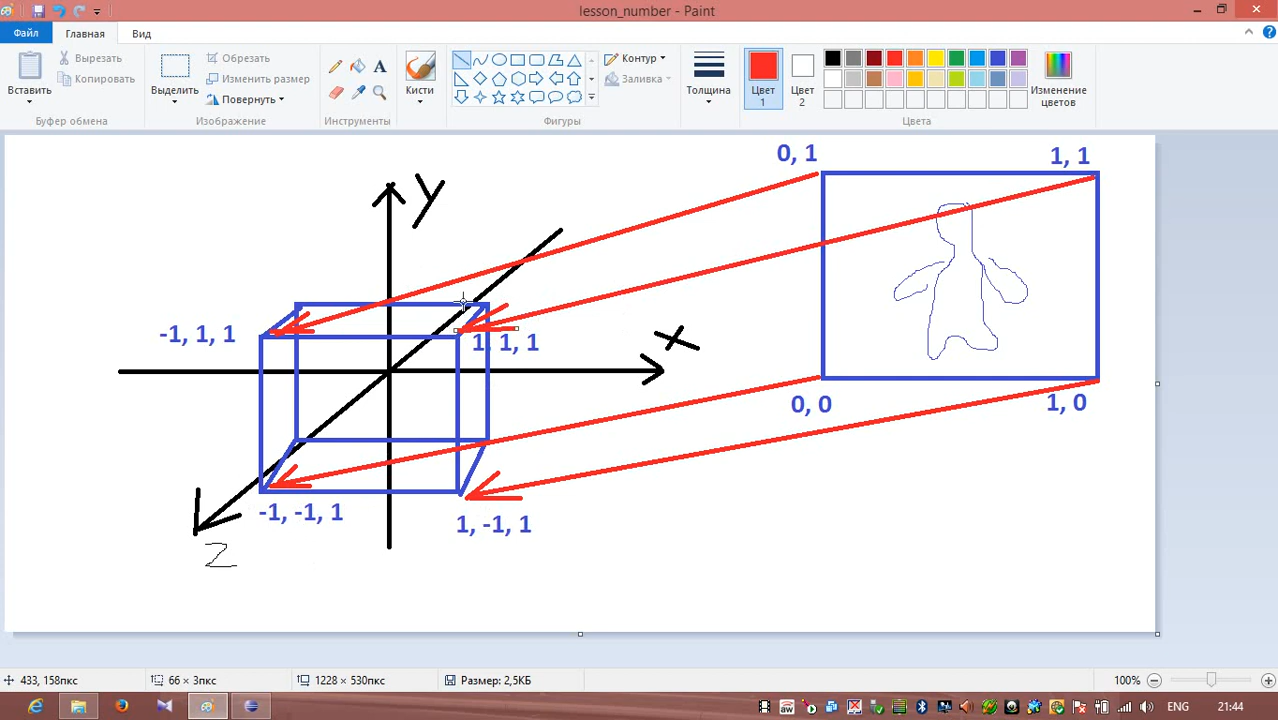 lesson_number - Paint
Файл Главная Вид
Вставить
Вырезать
Копировать
Буфер обмена
Выделить
Обрезать
Изменить размер
Повернуть
Изображение
Инструменты
Кисти
Фигуры
Контур
Заливка
Толщина
Цвет 1
Цвет 2
Цвета
Изменение цветов
y
0, 1
1, 1
-1, 1, 1
1, 1, 1
x
0, 0
1, 0
-1, -1, 1
1, -1, 1
Z
433, 158пкс
66 × 3пкс
1228 × 530пкс
Размер: 2,5КБ
100%
aw
ENG
21:44